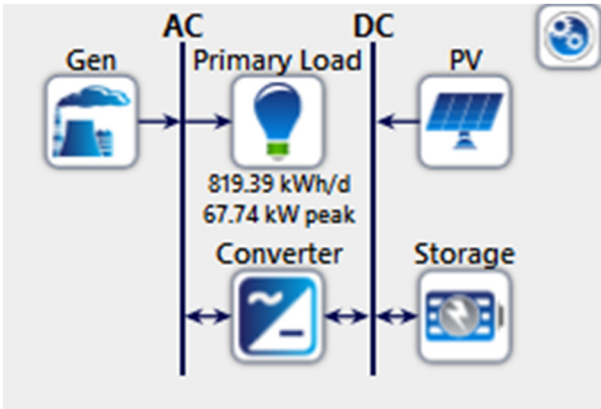 AC
DC
Gen
Primary Load
PV
819.39 kWh/d
67.74 kW peak
Converter
Storage